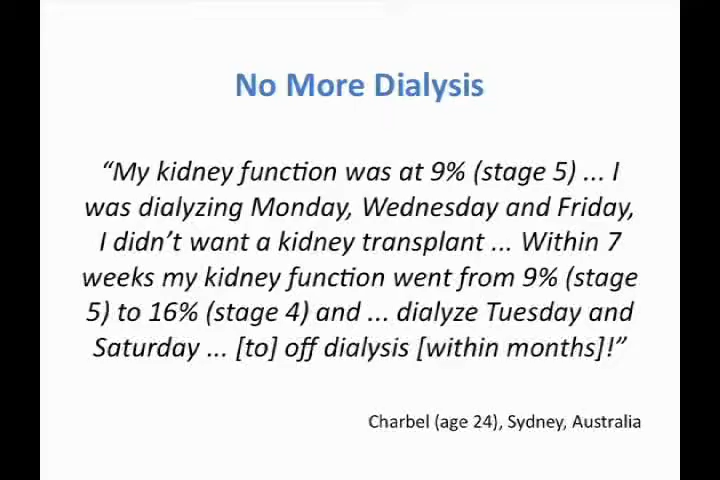 No More Dialysis
“My kidney function was at 9% (stage 5) ... I
was dialyzing Monday, Wednesday and Friday,
I didn’t want a kidney transplant ... Within 7
weeks my kidney function went from 9% (stage
5) to 16% (stage 4) and ... dialyze Tuesday and
Saturday ... [to] off dialysis [within months]!”
Charbel (age 24), Sydney, Australia